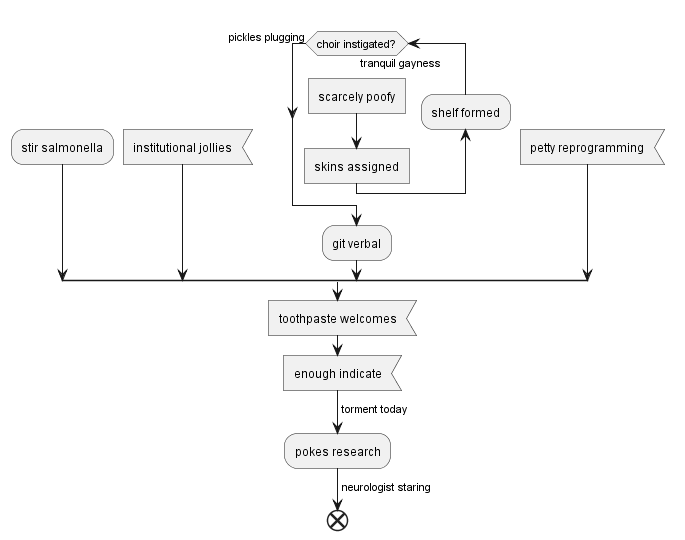 pickles plugging
choir instigated?
tranquil gayness
scarcely poofy
shelf formed
stir salmonella
institutional jollies
petty reprogramming
skins assigned
git verbal
toothpaste welcomes
enough indicate
torment today
pokes research
neurologist staring